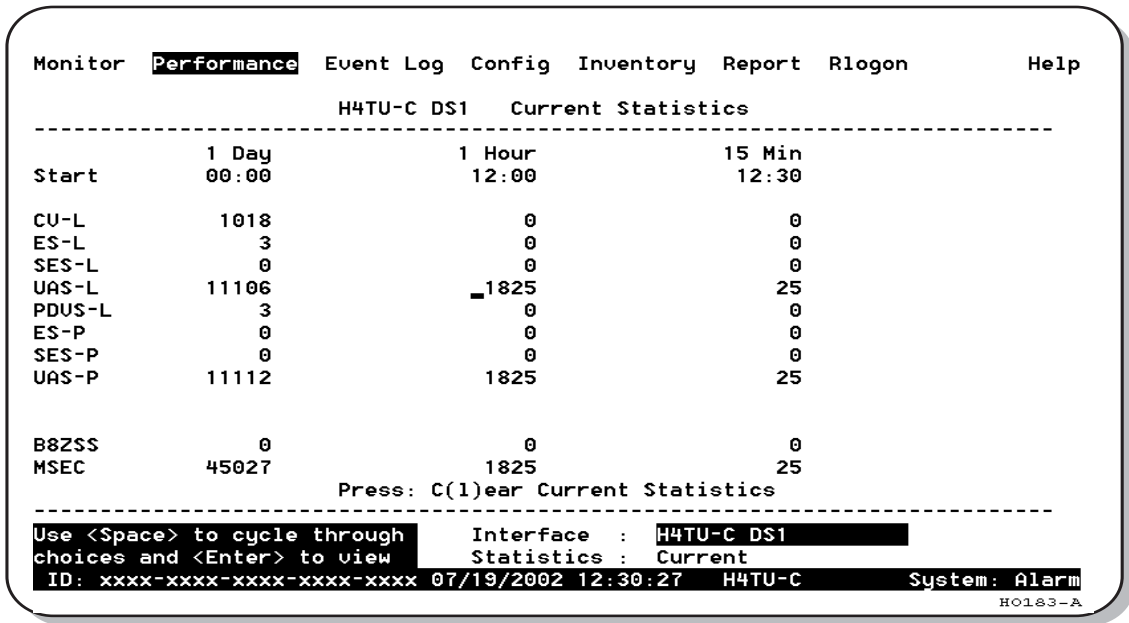 Monitor Performance Event Log Config Inventory Report Rlogon Help
H4TU-C DS1 Current Statistics
--------------------------------------------------------------------------------
1 Day 1 Hour 15 Min
Start 00:00 12:00 12:30
CV-L 1018 0 0
ES-L 3 0 0
SES-L 0 0 0
UAS-L 11106 _1825 25
PDVS-L 3 0 0
ES-P 0 0 0
SES-P 0 0 0
UAS-P 11112 1825 25
B8ZSS 0 0 0
MSEC 45027 1825 25
Press: C(l)ear Current Statistics
--------------------------------------------------------------------------------
Use <Space> to cycle through Interface : H4TU-C DS1
choices and <Enter> to view Statistics : Current
ID: xxxx-xxxx-xxxx-xxxx-xxxx 07/19/2002 12:30:27 H4TU-C System: Alarm
HO183-A